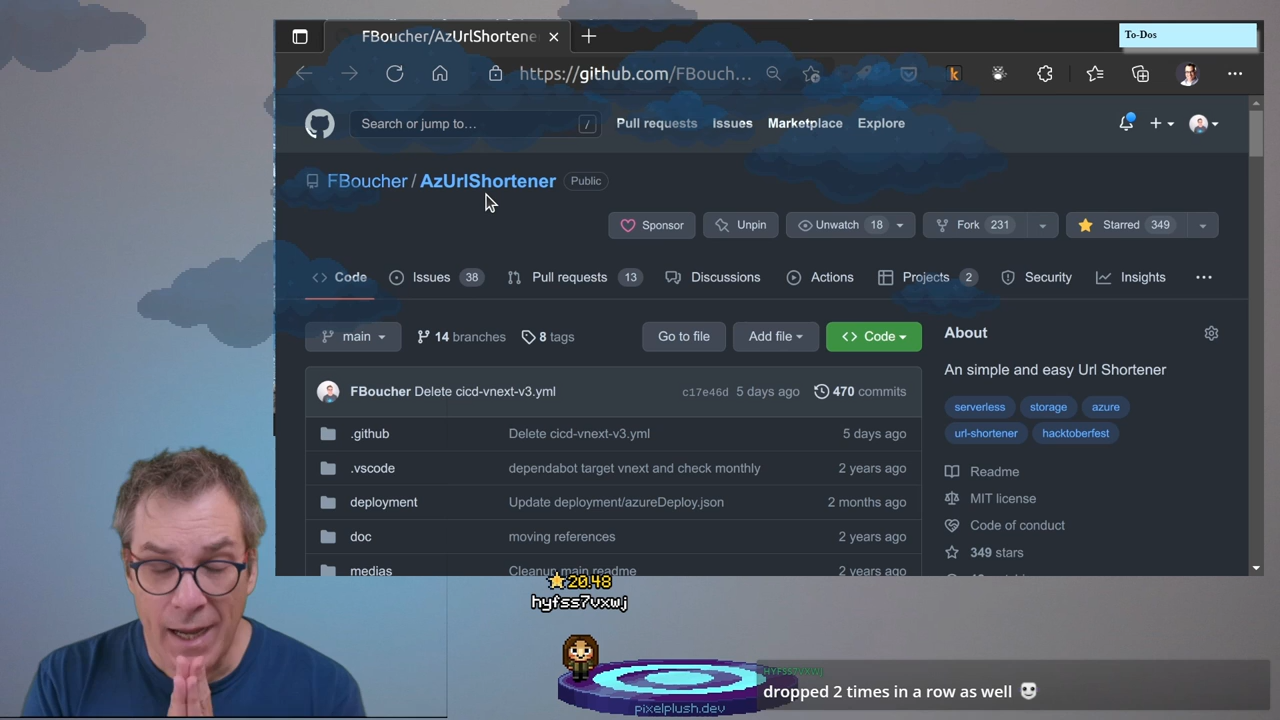 FBoucher/AzUrlShortene
To-Dos
https://github.com/FBouch...
k
Search or jump to...
/
Pull requests
Issues
Marketplace
Explore
FBoucher / AzUrlShortener
Public
Sponsor
Unpin
Unwatch 18
Fork 231
Starred 349
Code
Issues 38
Pull requests 13
Discussions
Actions
Projects 2
Security
Insights
main
14 branches
8 tags
Go to file
Add file
Code
About
An simple and easy Url Shortener
FBoucher Delete cicd-vnext-v3.yml
c17e46d 5 days ago
470 commits
serverless
storage
azure
url-shortener
hacktoberfest
.github
Delete cicd-vnext-v3.yml
5 days ago
.vscode
dependabot target vnext and check monthly
2 years ago
deployment
Update deployment/azureDeploy.json
2 months ago
doc
moving references
2 years ago
medias
Cleanup main readme
2 years ago
Readme
MIT license
Code of conduct
349 stars
20.48
hyfss7vxwj
pixelplush.dev
HYFSS7VXWJ
dropped 2 times in a row as well